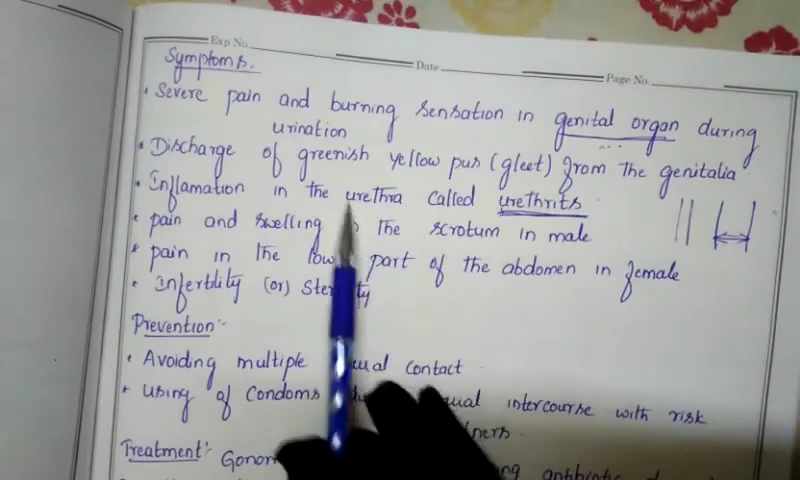 Exp No.
Date
Page No.
Symptoms.
• Severe pain and burning sensation in genital organ during
urination
• Discharge of greenish yellow pus (gleet) from the genitalia
• Inflamation in the urethra called urethrits
• pain and swelling the scrotum in male
• pain in the part of the abdomen in female
• Infertlity (or)
Prevention:-
• Avoiding multiple contact
• using of Condoms intercourse with risk
Treatment:-